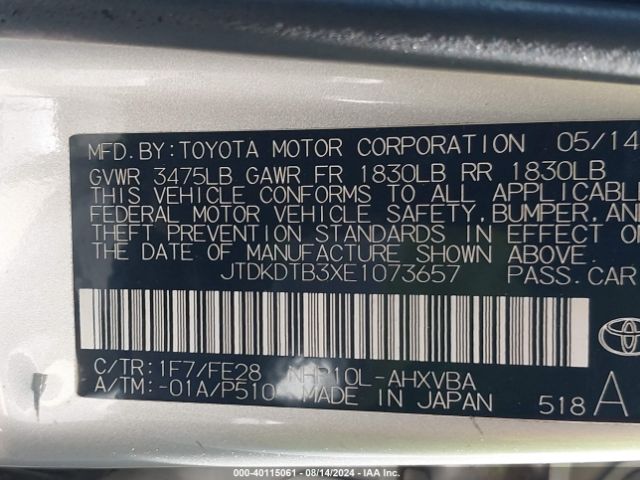 MFD.BY:TOYOTA MOTOR CORPORATION 05/14
GVWR 3475LB GAWR FR 1830LB RR 1830LB
THIS VEHICLE CONFORMS TO ALL APPLICABLE
FEDERAL MOTOR VEHICLE SAFETY, BUMPER, AND
THEFT PREVENTION STANDARDS IN EFFECT ON
THE DATE OF MANUFACTURE SHOWN ABOVE.
JTDKDTB3XE1073657 PASS.CAR
C/TR:1F7/FE28 NHP10L-AHXVBA
A/TM:-01A/P510 MADE IN JAPAN 518 A
000-40115061 - 08/14/2024 - IAA Inc.